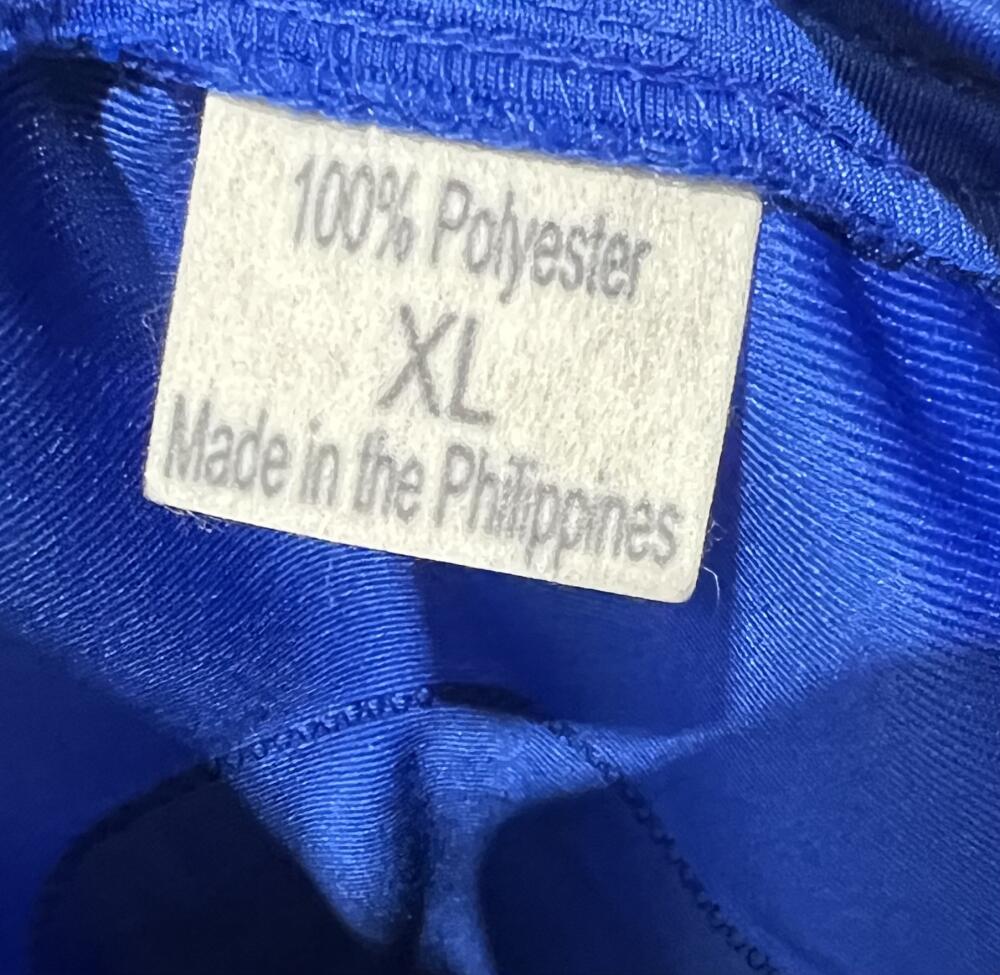 100% Polyester
XL
Made in the Philippines